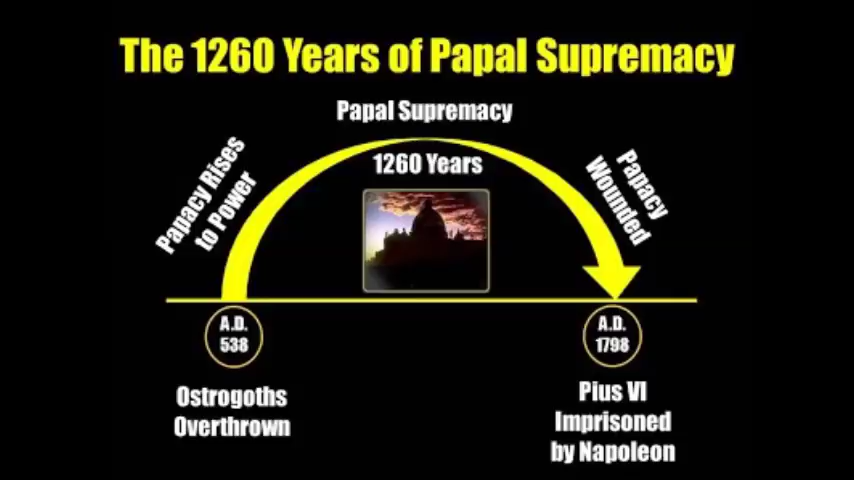 The 1260 Years of Papal Supremacy
Papal Supremacy
1260 Years
Papacy Rises
to Power
Papacy
Wounded
A.D.
538
A.D.
1798
Ostrogoths
Overthrown
Pius VI
Imprisoned
by Napoleon